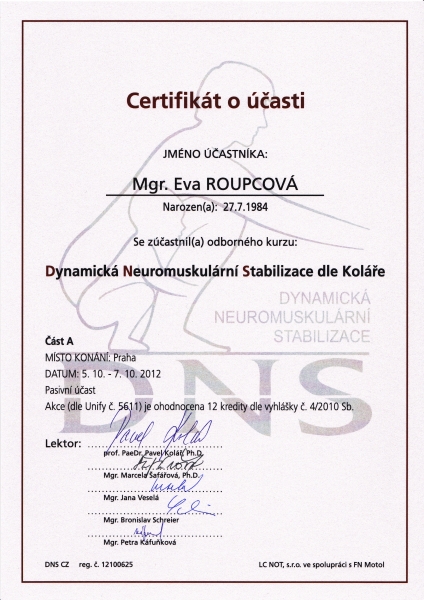 Certifikát o účasti
JMÉNO ÚČASTNÍKA:
Mgr. Eva ROUPCOVÁ
Narozen(a): 27.7.1984
Se zúčastnil(a) odborného kurzu:
Dynamická Neuromuskulární Stabilizace dle Koláře
DYNAMICKÁ
NEUROMUSKULÁRNÍ
STABILIZACE
DNS
Část A
MÍSTO KONÁNÍ: Praha
DATUM: 5. 10. - 7. 10. 2012
Pasivní účast
Akce (dle Unify č. 5611) je ohodnocena 12 kredity dle vyhlášky č. 4/2010 Sb.
Lektor:
prof. PaeDr. Pavel Kolář, Ph.D.
Mgr. Marcela Šafářová, Ph.D.
Mgr. Jana Veselá
Mgr. Bronislav Schreier
Mgr. Petra Káfuňková
DNS CZ reg. č. 12100625
LC NOT, s.r.o. ve spolupráci s FN Motol